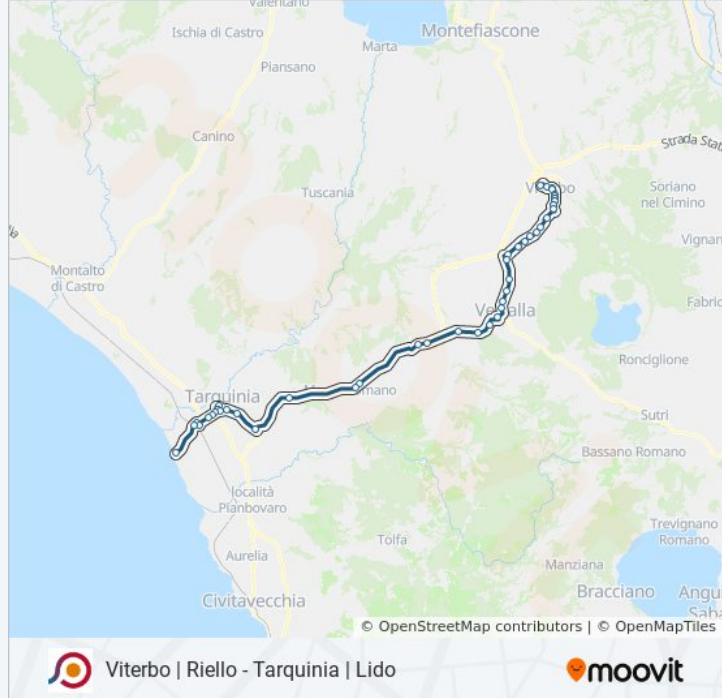 Valentano
Ischia di Castro
Montefiascone
Marta
Piansano
Canino
Strada Stat
Tuscania
Soriano
nel Cimino
Vignan
Montalto
di Castro
Fabric
Ronciglione
Tarquinia
Sutri
Bassano Romano
località
Pianbovaro
Trevignano
Romano
Tolfa
Aurelia
Manziana
Bracciano
Angu
Saba
Civitavecchia
© OpenStreetMap contributors | © OpenMapTiles
Viterbo | Riello - Tarquinia | Lido
moovit